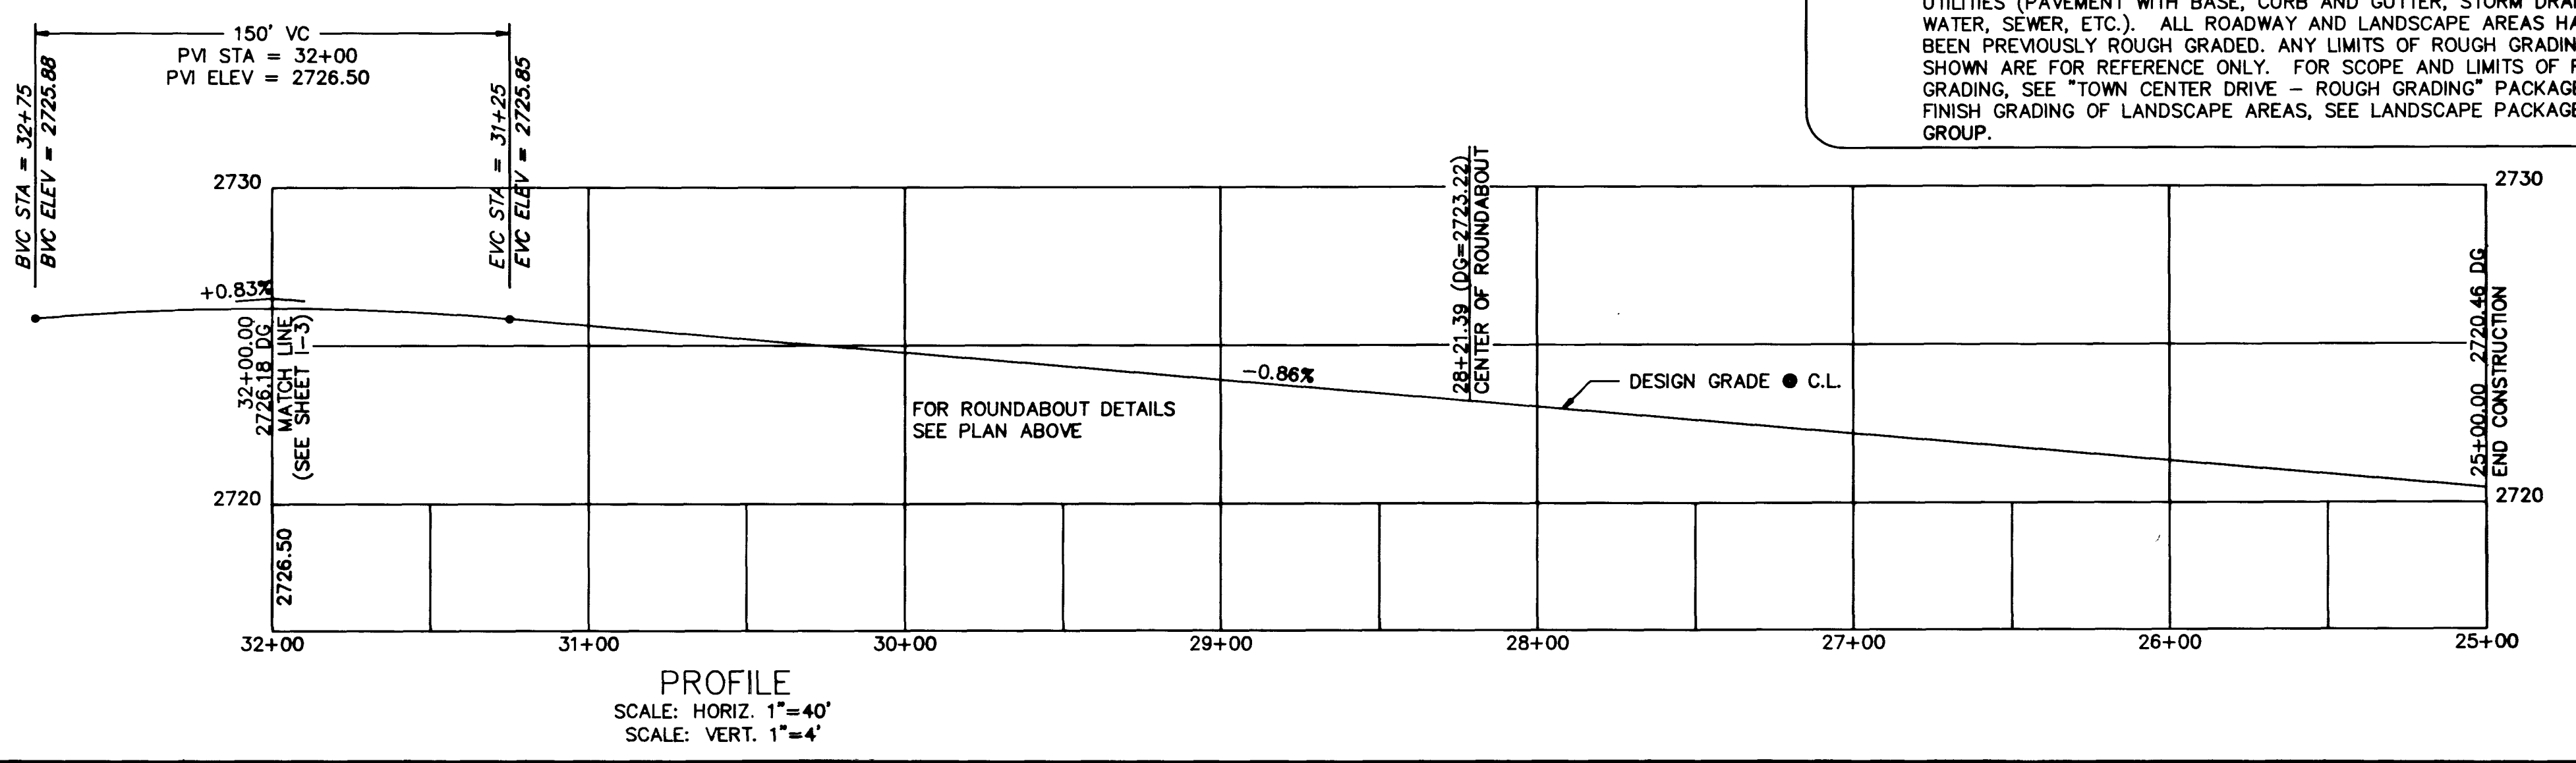 150' VC
PVI STA = 32+00
PVI ELEV = 2726.50
BVC STA = 32+75
BVC ELEV = 2725.88
EVC STA = 31+25
EVC ELEV = 2725.85
UTILITIES (PAVEMENT WITH BASE, CURB AND GUTTER, STORM
WATER, SEWER, ETC.). ALL ROADWAY AND LANDSCAPE AREAS
BEEN PREVIOUSLY ROUGH GRADED. ANY LIMITS OF ROUGH
SHOWN ARE FOR REFERENCE ONLY. FOR SCOPE AND LIMITS OF
GRADING, SEE "TOWN CENTER DRIVE – ROUGH GRADING" PACKAGE
FINISH GRADING OF LANDSCAPE AREAS, SEE LANDSCAPE PACKAGE
GROUP.
2730
2730
+0.83%
32+00.00
2726.18 DG
MATCH LINE
(SEE SHEET I-3)
-0.86%
28+21.39 (DG=2723.22)
CENTER OF ROUNDABOUT
DESIGN GRADE @ C.L.
FOR ROUNDABOUT DETAILS
SEE PLAN ABOVE
25+00.00 2720.46 DG
END CONSTRUCTION
2720
2720
2726.50
32+00
31+00
30+00
29+00
28+00
27+00
26+00
25+00
PROFILE
SCALE: HORIZ. 1"=40'
SCALE: VERT. 1"=4'